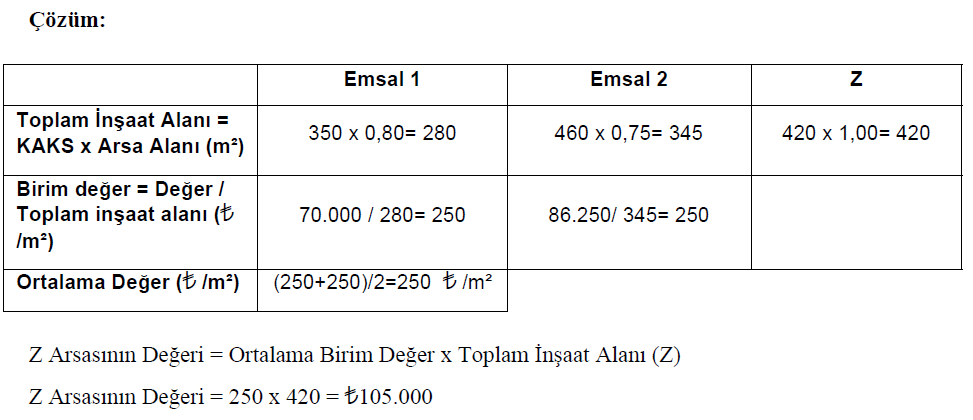 Çözüm:
Emsal 1 Emsal 2 Z
Toplam İnşaat Alanı =
KAKS x Arsa Alanı (m²)
350 x 0,80= 280 460 x 0,75= 345 420 x 1,00= 420
Birim değer = Değer /
Toplam inşaat alanı (₺
/m²)
70.000 / 280= 250 86.250/ 345= 250
Ortalama Değer (₺ /m²) (250+250)/2=250 ₺ /m²
Z Arsasının Değeri = Ortalama Birim Değer x Toplam İnşaat Alanı (Z)
Z Arsasının Değeri = 250 x 420 = ₺105.000